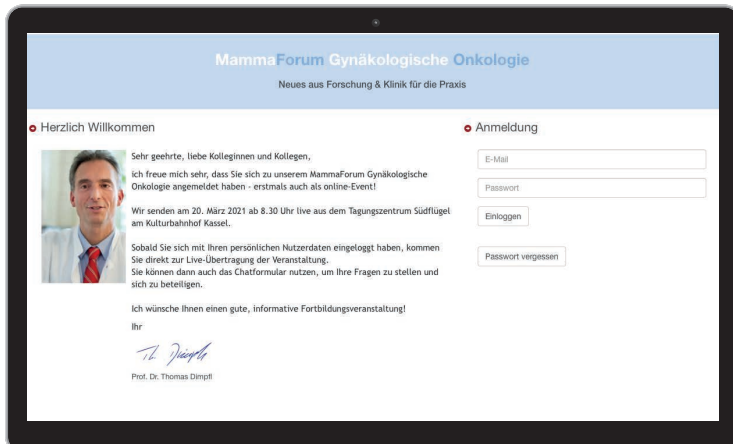 MammaForum Gynäkologische Onkologie
Neues aus Forschung & Klinik für die Praxis
Herzlich Willkommen
Sehr geehrte, liebe Kolleginnen und Kollegen,
ich freue mich sehr, dass Sie sich zu unserem MammaForum Gynäkologische
Onkologie angemeldet haben - erstmals auch als online-Event!
Wir senden am 20. März 2021 ab 8.30 Uhr live aus dem Tagungszentrum Südflügel
am Kulturbahnhof Kassel.
Sobald Sie sich mit Ihren persönlichen Nutzerdaten eingeloggt haben, kommen
Sie direkt zur Live-Übertragung der Veranstaltung.
Sie können dann auch das Chatformular nutzen, um Ihre Fragen zu stellen und
sich zu beteiligen.
Ich wünsche Ihnen einen gute, informative Fortbildungsveranstaltung!
Ihr
Th. Dimpfl
Prof. Dr. Thomas Dimpfl
Anmeldung
E-Mail
Passwort
Einloggen
Passwort vergessen